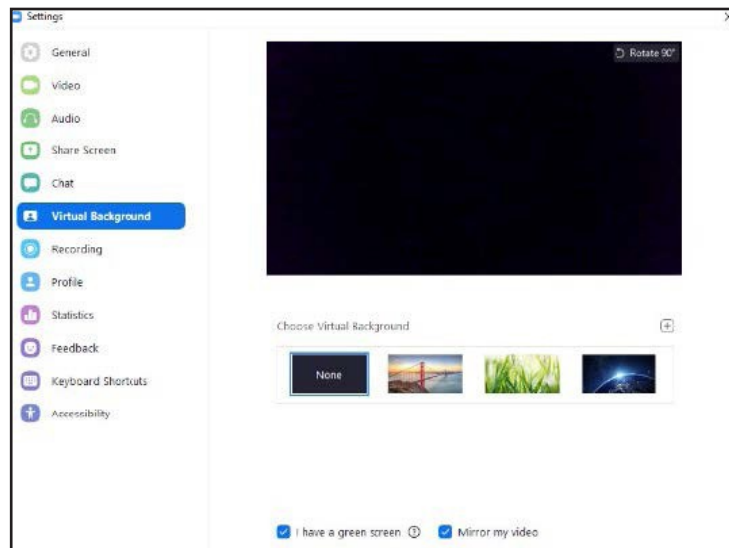 Settings
Rotate 90°
General
Video
Audio
Share Screen
Chat
Virtual Background
Recording
Profile
Statistics
Feedback
Keyboard Shortcuts
Accessibility
Choose Virtual Background
None
I have a green screen
Mirror my video